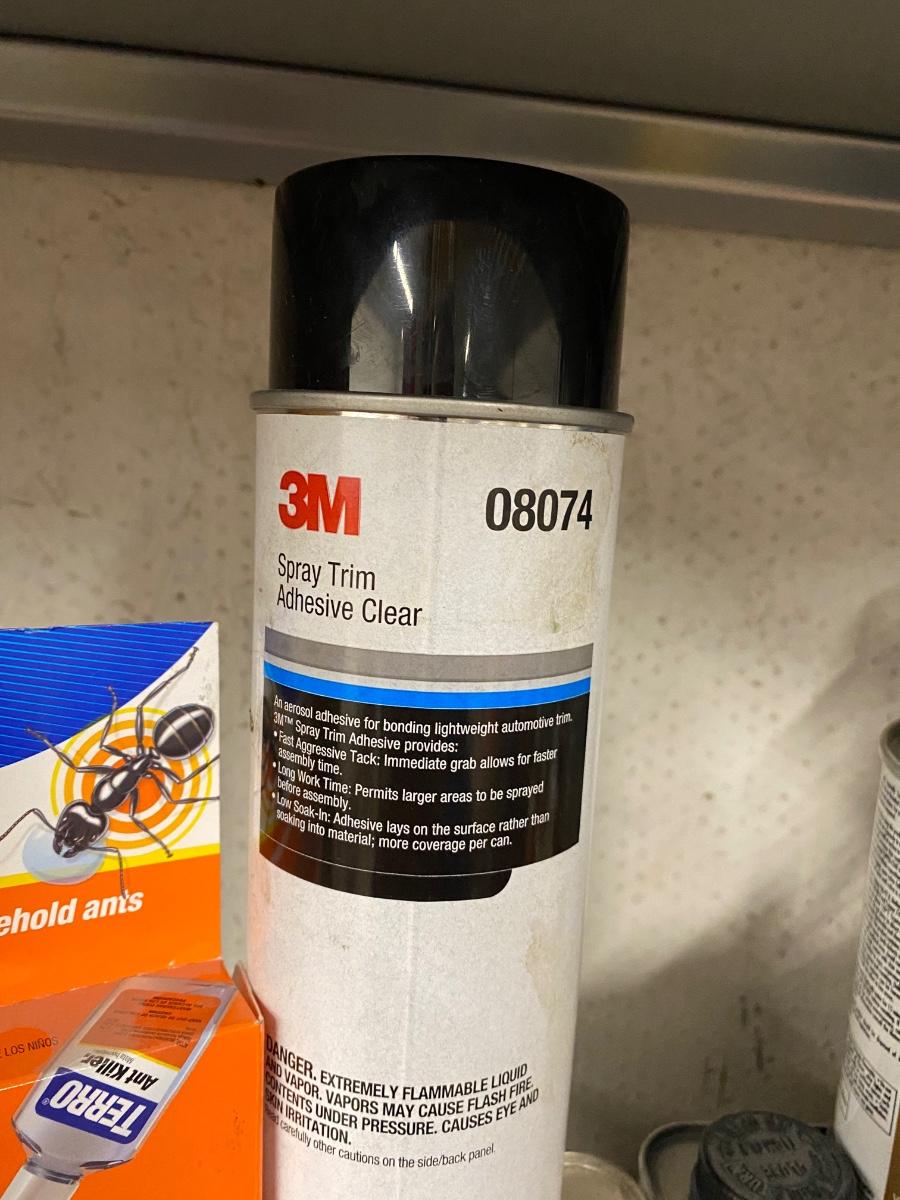 3M
08074
Spray Trim
Adhesive Clear
An aerosol adhesive for bonding lightweight automotive trim.
3M™ Spray Trim Adhesive provides:
• Fast Aggressive Tack: Immediate grab allows for faster
assembly time.
• Long Work Time: Permits larger areas to be sprayed
before assembly.
• Low Soak-In: Adhesive lays on the surface rather than
soaking into material; more coverage per can.
DANGER. EXTREMELY FLAMMABLE LIQUID
AND VAPOR. VAPORS MAY CAUSE FLASH FIRE.
CONTENTS UNDER PRESSURE. CAUSES EYE AND
SKIN IRRITATION.
carefully other cautions on the side/back panel.
ehold ants
LOS NIÑOS
TERRO®
Ant Killer